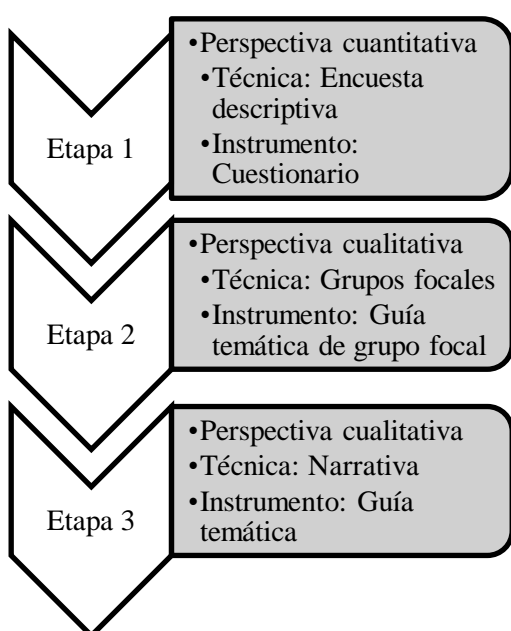 Etapa 1
•Perspectiva cuantitativa
•Técnica: Encuesta
descriptiva
•Instrumento:
Cuestionario
Etapa 2
•Perspectiva cualitativa
•Técnica: Grupos focales
•Instrumento: Guía
temática de grupo focal
Etapa 3
•Perspectiva cualitativa
•Técnica: Narrativa
•Instrumento: Guía
temática